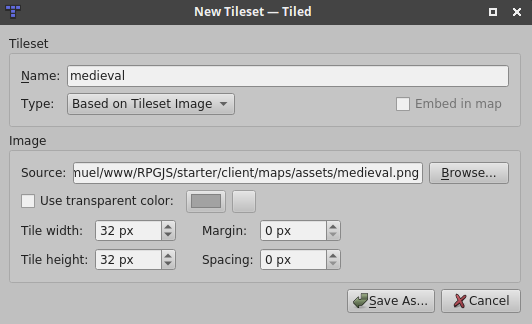 New Tileset — Tiled
Tileset
Name: medieval
Type: Based on Tileset Image Embed in map
Image
Source: muel/www/RPGJS/starter/client/maps/assets/medieval.png Browse...
Use transparent color:
Tile width: 32 px Margin: 0 px
Tile height: 32 px Spacing: 0 px
Save As... Cancel